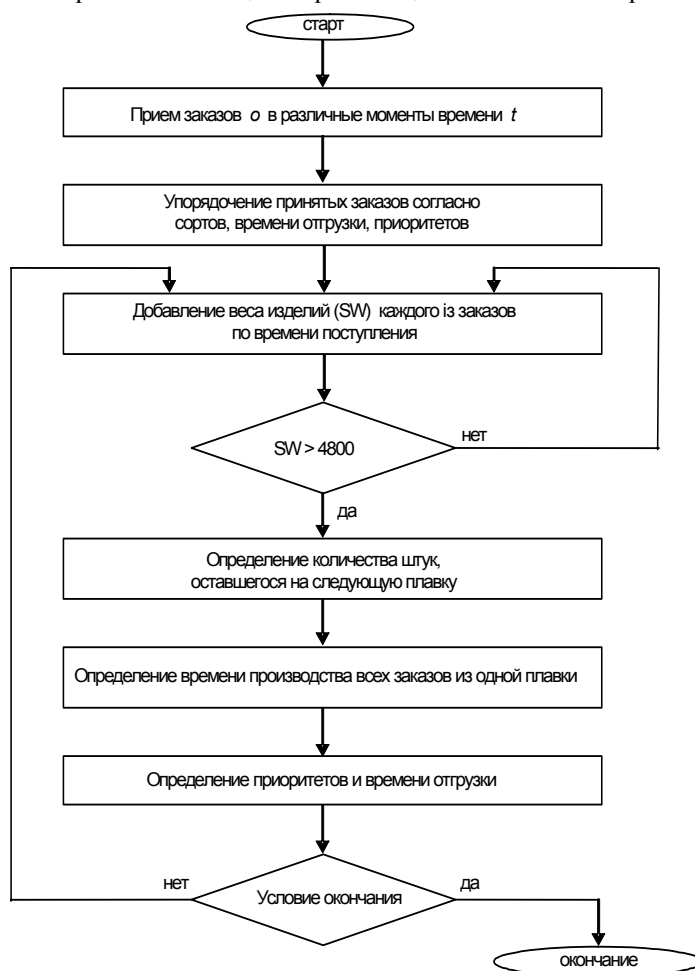 старт
Прием заказов o в различные моменты времени t
Упорядочение принятых заказов согласно
сортов, времени отгрузки, приоритетов
Добавление веса изделий (SW) каждого із заказов
по времени поступления
SW > 4800
нет
да
Определение количества штук,
оставшегося на следующую плавку
Определение времени производства всех заказов из одной плавки
Определение приоритетов и времени отгрузки
нет
Условие окончания
да
окончание